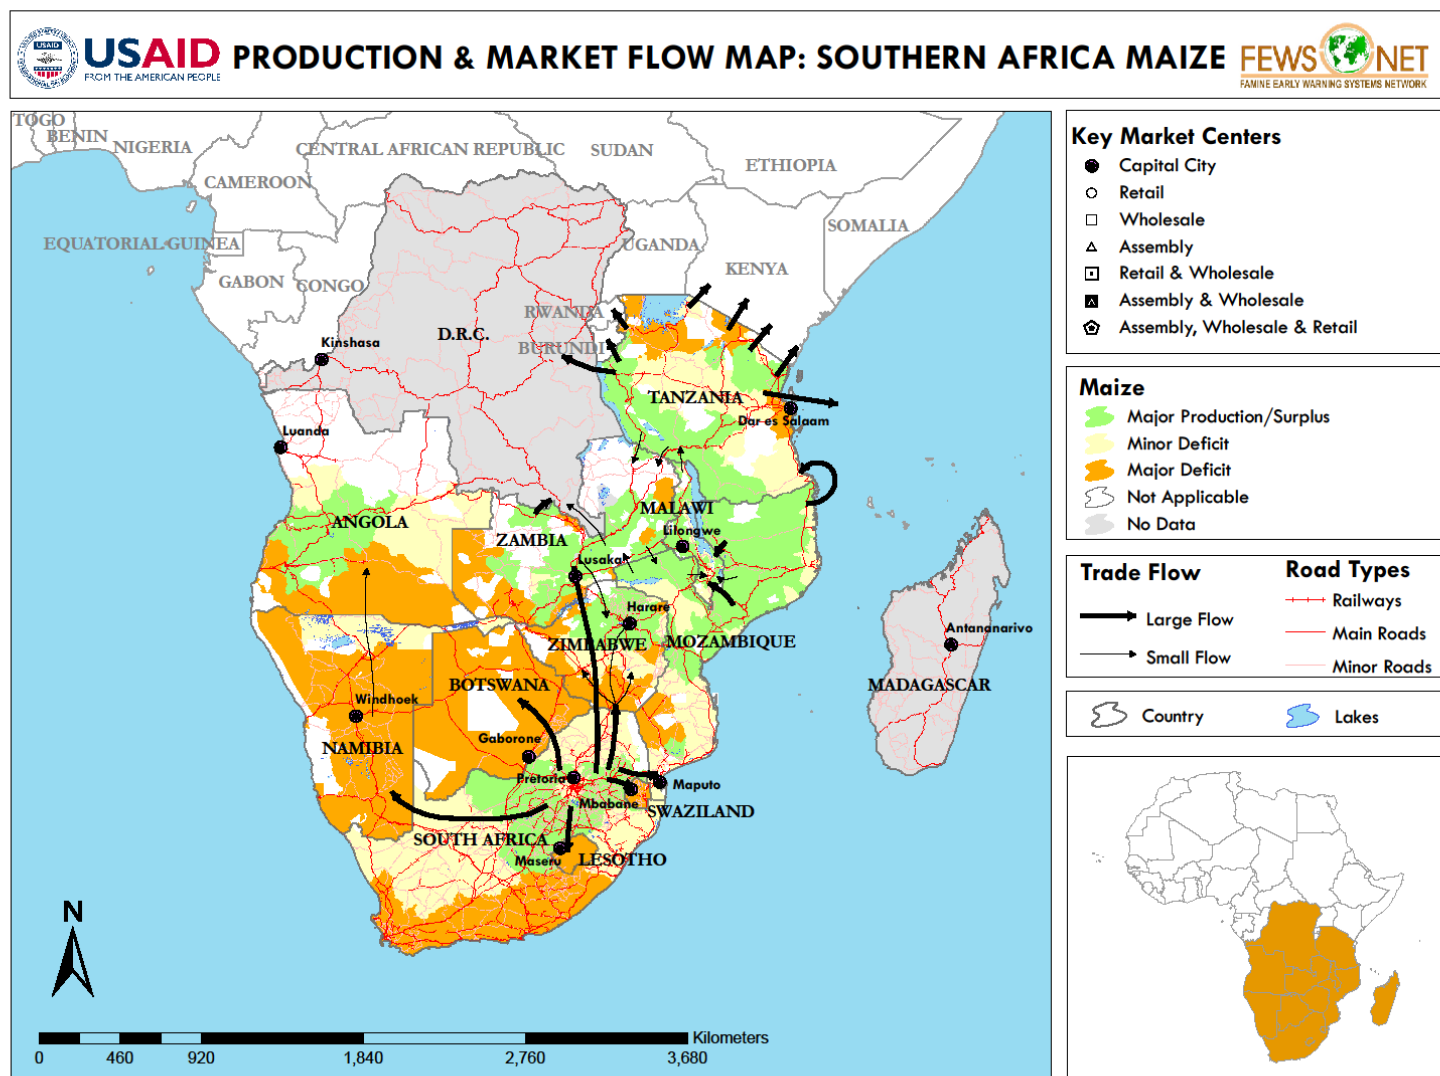 USAID
USAID
FROM THE AMERICAN PEOPLE
PRODUCTION & MARKET FLOW MAP: SOUTHERN AFRICA MAIZE
FEWS NET
FAMINE EARLY WARNING SYSTEMS NETWORK
TOGO
BENIN
NIGERIA
CENTRAL AFRICAN REPUBLIC
SUDAN
ETHIOPIA
CAMEROON
SOMALIA
EQUATORIAL GUINEA
UGANDA
KENYA
GABON
CONGO
RWANDA
D.R.C.
Kinshasa
BURUNDI
TANZANIA
Dar es Salaam
Luanda
ANGOLA
MALAWI
Lilongwe
ZAMBIA
Lusaka
Harare
ZIMBABWE
MOZAMBIQUE
Antananarivo
MADAGASCAR
BOTSWANA
Windhoek
NAMIBIA
Gaborone
Pretoria
Maputo
Mbabane
SWAZILAND
SOUTH AFRICA
Maseru
LESOTHO
N
Kilometers
0 460 920 1,840 2,760 3,680
Key Market Centers
Capital City
Retail
Wholesale
Assembly
Retail & Wholesale
Assembly & Wholesale
Assembly, Wholesale & Retail
Maize
Major Production/Surplus
Minor Deficit
Major Deficit
Not Applicable
No Data
Trade Flow
Large Flow
Small Flow
Road Types
Railways
Main Roads
Minor Roads
Country
Lakes